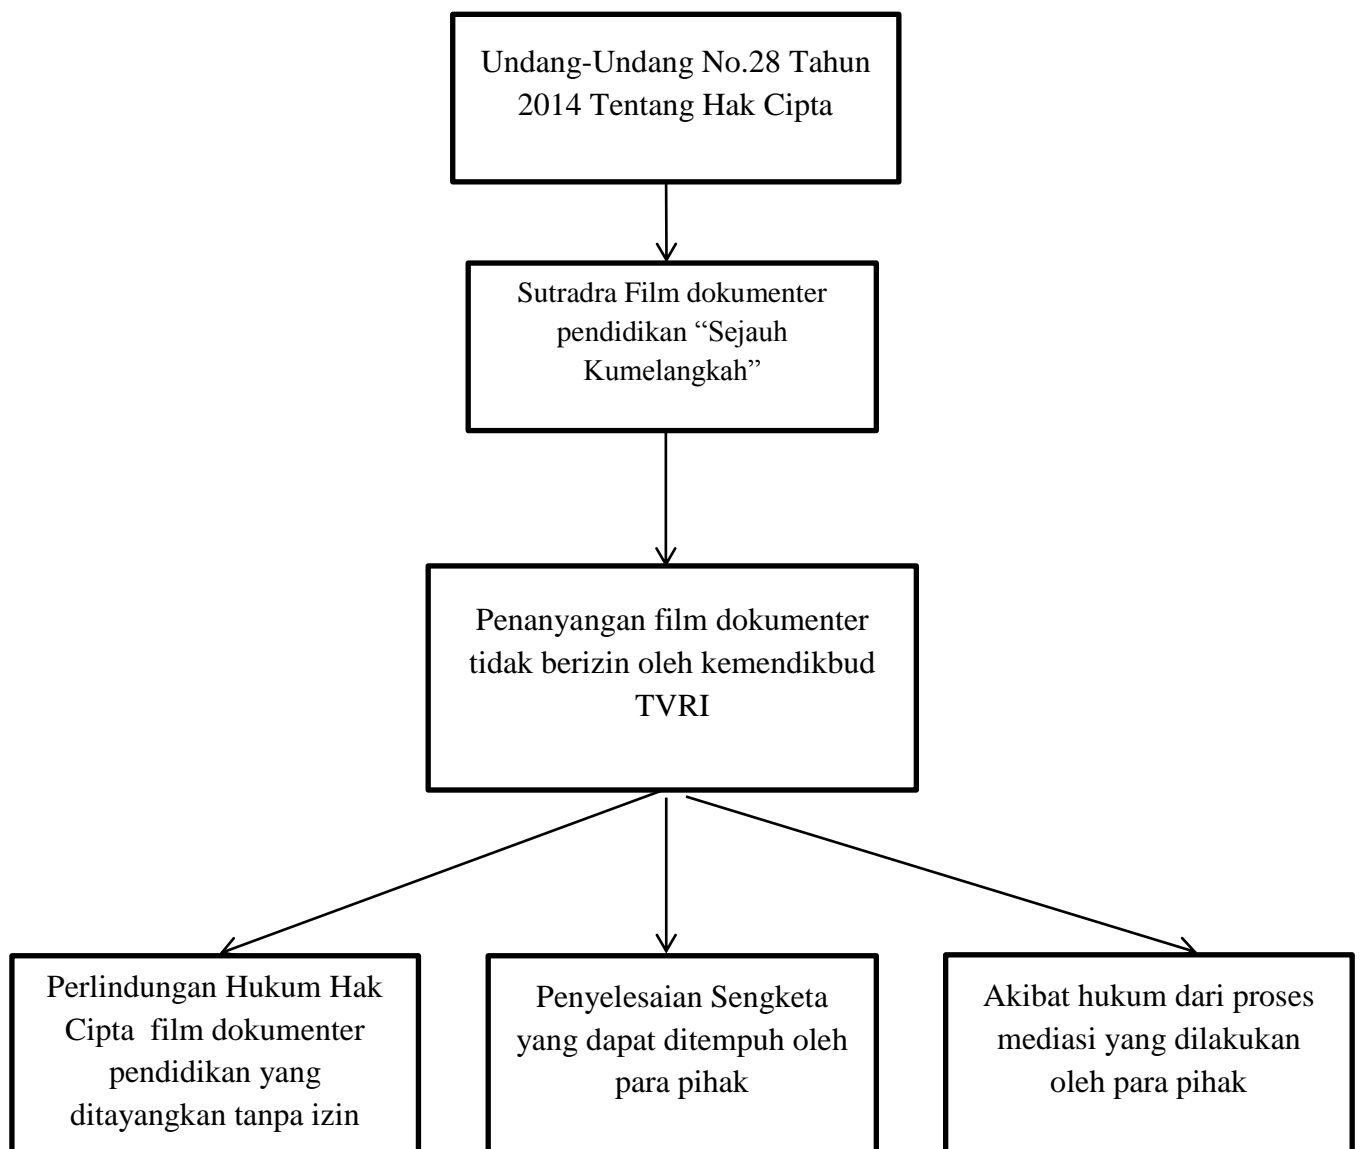 Undang-Undang No.28 Tahun
2014 Tentang Hak Cipta
Sutradra Film dokumenter
pendidikan “Sejauh
Kumelangkah”
Penanyangan film dokumenter
tidak berizin oleh kemendikbud
TVRI
Perlindungan Hukum Hak
Cipta  film dokumenter
pendidikan yang
ditayangkan tanpa izin
Penyelesaian Sengketa
yang dapat ditempuh oleh
para pihak
Akibat hukum dari proses
mediasi yang dilakukan
oleh para pihak